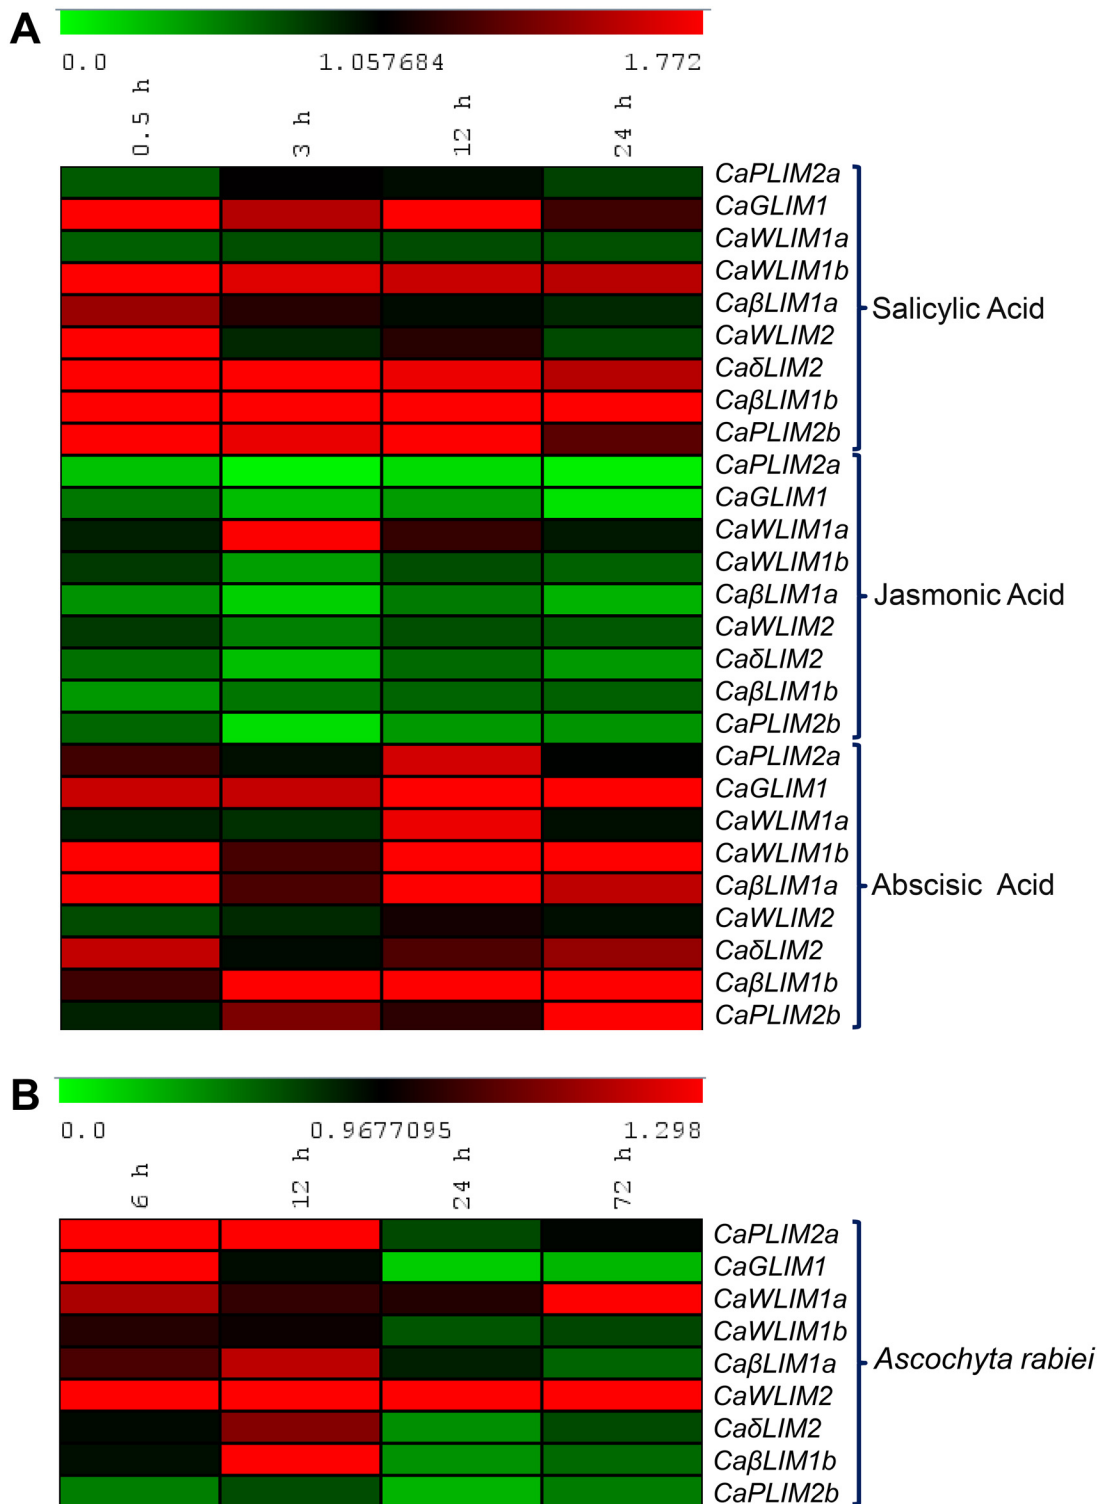 A
0.0 1.057684 1.772
0.5 h 3 h 12 h 24 h
CaPLIM2a
CaGLIM1
CaWLIM1a
CaWLIM1b
CaβLIM1a
Salicylic Acid
CaWLIM2
CaδLIM2
CaβLIM1b
CaPLIM2b
CaPLIM2a
CaGLIM1
CaWLIM1a
CaWLIM1b
CaβLIM1a
Jasmonic Acid
CaWLIM2
CaδLIM2
CaβLIM1b
CaPLIM2b
CaPLIM2a
CaGLIM1
CaWLIM1a
CaWLIM1b
CaβLIM1a
Abscisic Acid
CaWLIM2
CaδLIM2
CaβLIM1b
CaPLIM2b
B
0.0 0.9677095 1.298
6 h 12 h 24 h 72 h
CaPLIM2a
CaGLIM1
CaWLIM1a
CaWLIM1b
CaβLIM1a
Ascochyta rabiei
CaWLIM2
CaδLIM2
CaβLIM1b
CaPLIM2b